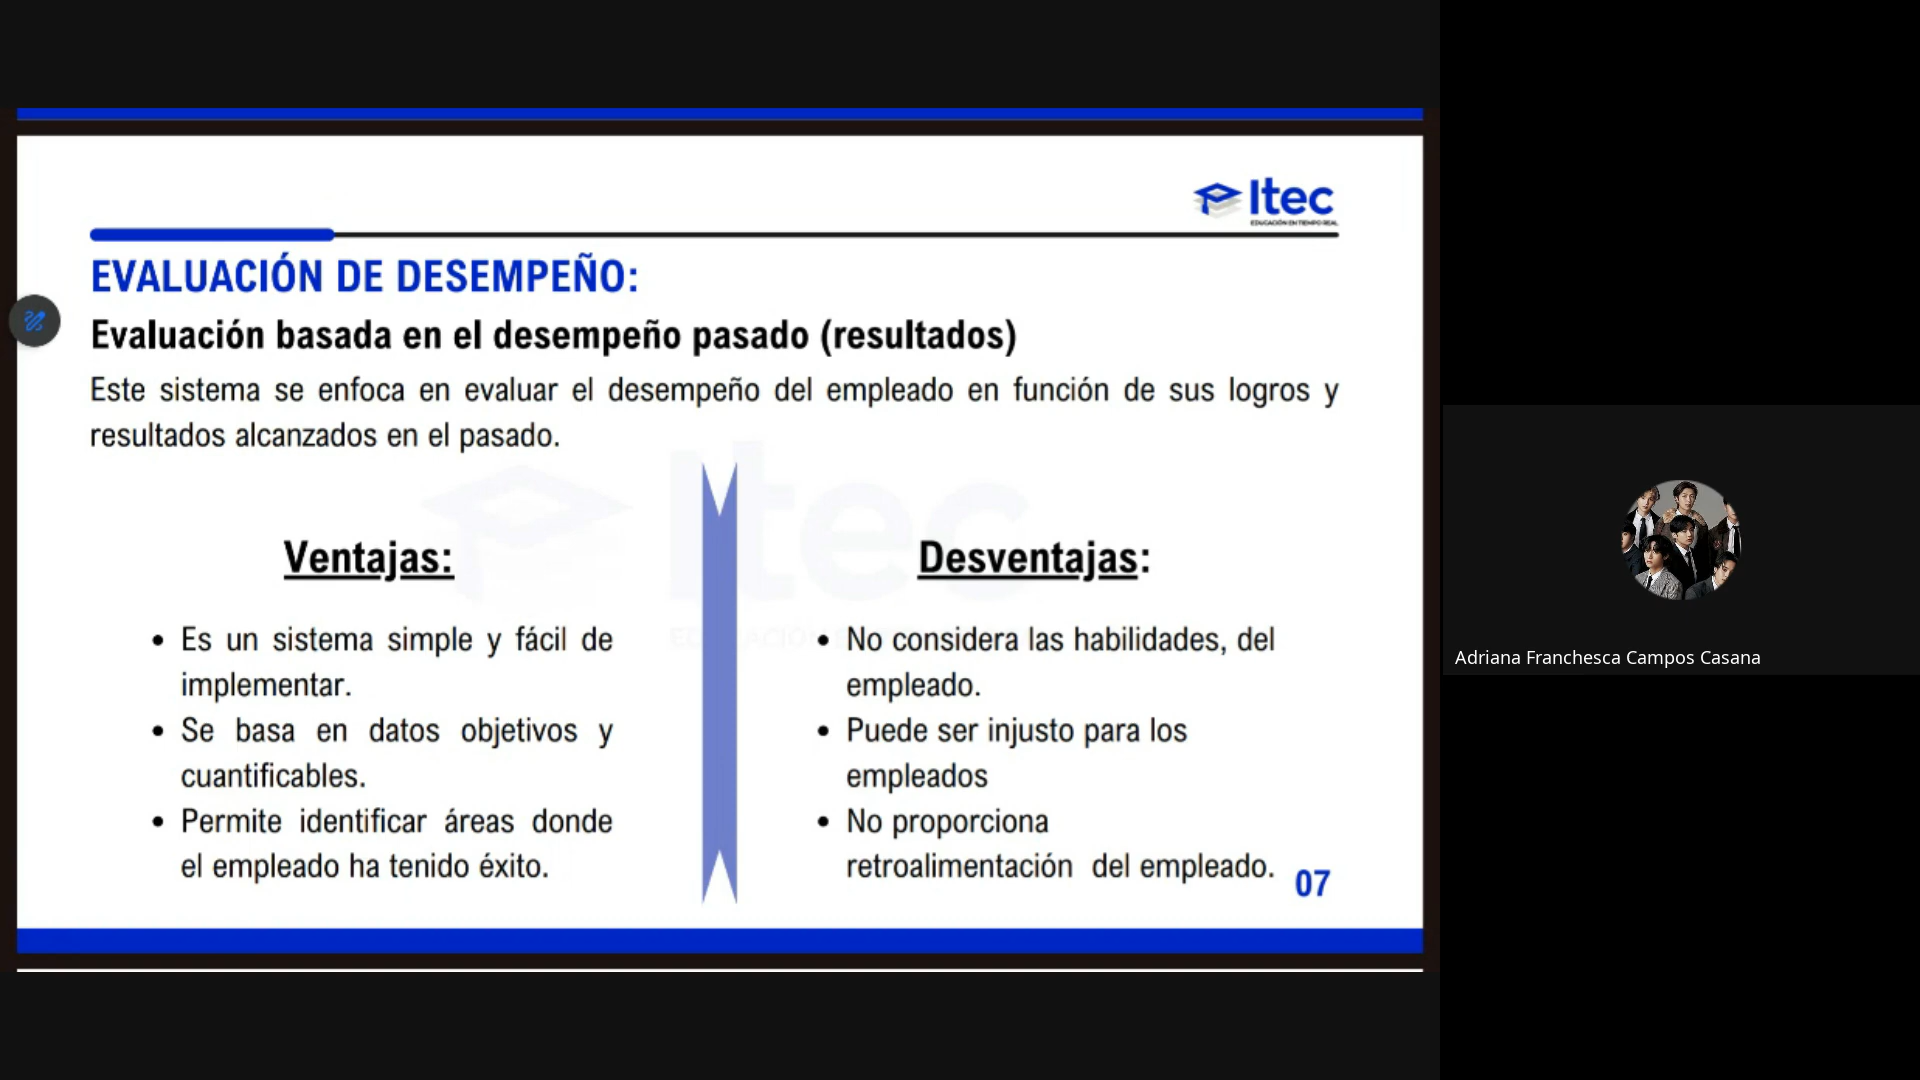 Itec
EDUCACIÓN EN TIEMPO REAL
EVALUACIÓN DE DESEMPEÑO:
Evaluación basada en el desempeño pasado (resultados)
Este sistema se enfoca en evaluar el desempeño del empleado en función de sus logros y
resultados alcanzados en el pasado.
Itec
Ventajas:
Es un sistema simple y fácil de
implementar.
Se basa en datos objetivos y
cuantificables.
Permite identificar áreas donde
el empleado ha tenido éxito.
Desventajas:
No considera las habilidades, del
empleado.
Puede ser injusto para los
empleados
No proporciona
retroalimentación del empleado.
07
Adriana Franchesca Campos Casana